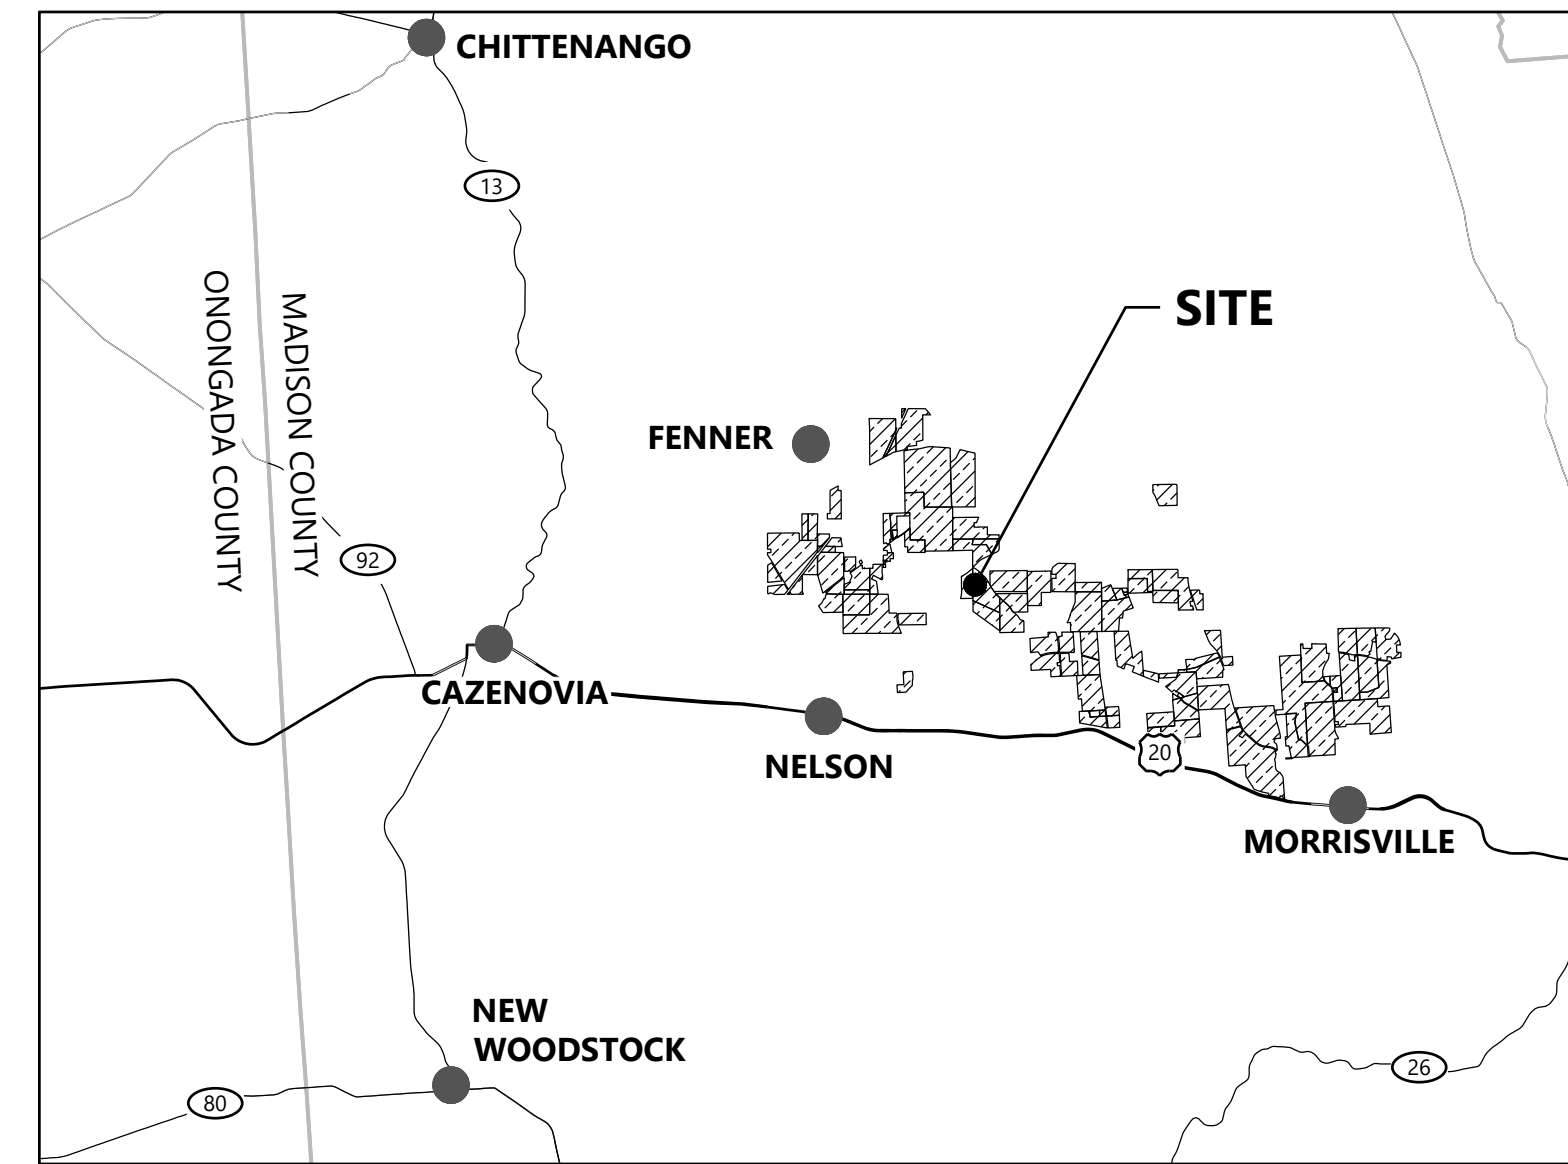 CHITTENANGO
13
SITE
ONONGADA COUNTY
MADISON COUNTY
FENNER
92
CAZENOVIA
NELSON
20
MORRISVILLE
NEW
WOODSTOCK
80
26